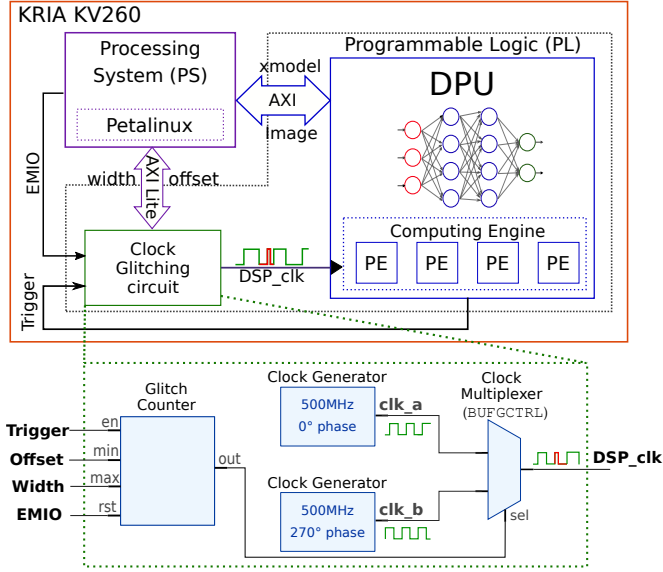 KRIA KV260
Processing
System (PS)
Petalinux
xmodel
AXI
image
Programmable Logic (PL)
DPU
EMIO
width
AXI Lite
offset
Computing Engine
PE
PE
PE
PE
Clock
Glitching
circuit
DSP_clk
Trigger
Glitch
Counter
Trigger
en
Offset
min
Width
max
EMIO
rst
out
Clock Generator
500MHz
0° phase
clk_a
Clock Generator
500MHz
270° phase
clk_b
Clock
Multiplexer
(BUFGCTRL)
sel
DSP_clk